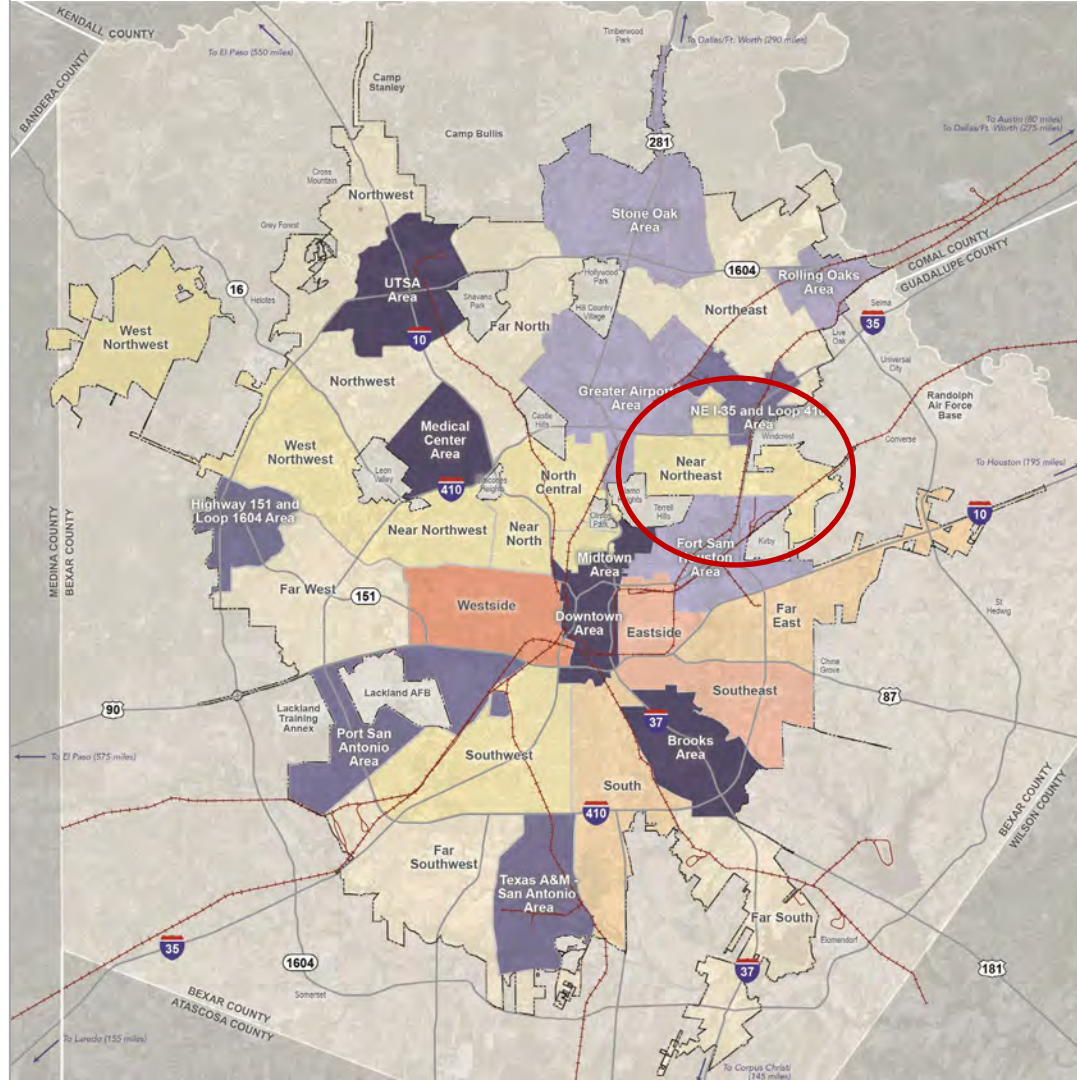 KENDALL COUNTY
BANDERA COUNTY
To El Paso (550 miles)
Timberwood
Park
To Dallas/Ft. Worth (290 miles)
Camp
Stanley
Camp Bullis
281
To Austin (80 miles)
To Dallas/Ft. Worth (275 miles)
Cross
Mountain
Northwest
Grey Forest
Stone Oak
Area
COMAL COUNTY
GUADALUPE COUNTY
1604
Rolling Oaks
Area
UTSA
Area
Hollywood
Park
16
Helotes
Shavano
Park
Hill Country
Village
Northeast
Selma
35
West
Northwest
10
Far North
Live
Oak
Universal
City
Northwest
Greater Airport
Area
Randolph
Air Force
Base
NE I-35 and Loop 410
Area
Castle
Hills
Medical
Center
Area
Windcrest
Converse
West
Northwest
Leon
Valley
North
Central
Near
Northeast
To Houston (195 miles)
410
Alamo
Heights
Terrell
Hills
10
Highway 151 and
Loop 1604 Area
Near Northwest
Near
North
Olmos
Park
Kirby
Fort Sam
Houston
Area
Midtown
Area
MEDINA COUNTY
BEXAR COUNTY
Far West
151
Westside
Downtown
Area
Eastside
Far
East
St.
Hedwig
China
Grove
Lackland AFB
Southeast
87
90
Lackland
Training
Annex
37
Port San
Antonio
Area
Brooks
Area
To El Paso (575 miles)
Southwest
South
410
BEXAR COUNTY
WILSON COUNTY
Far
Southwest
Texas A&M -
San Antonio
Area
Far South
35
Elomendorf
1604
37
181
Somerset
BEXAR COUNTY
ATASCOSA COUNTY
To Laredo (155 miles)
To Corpus Christi
(145 miles)